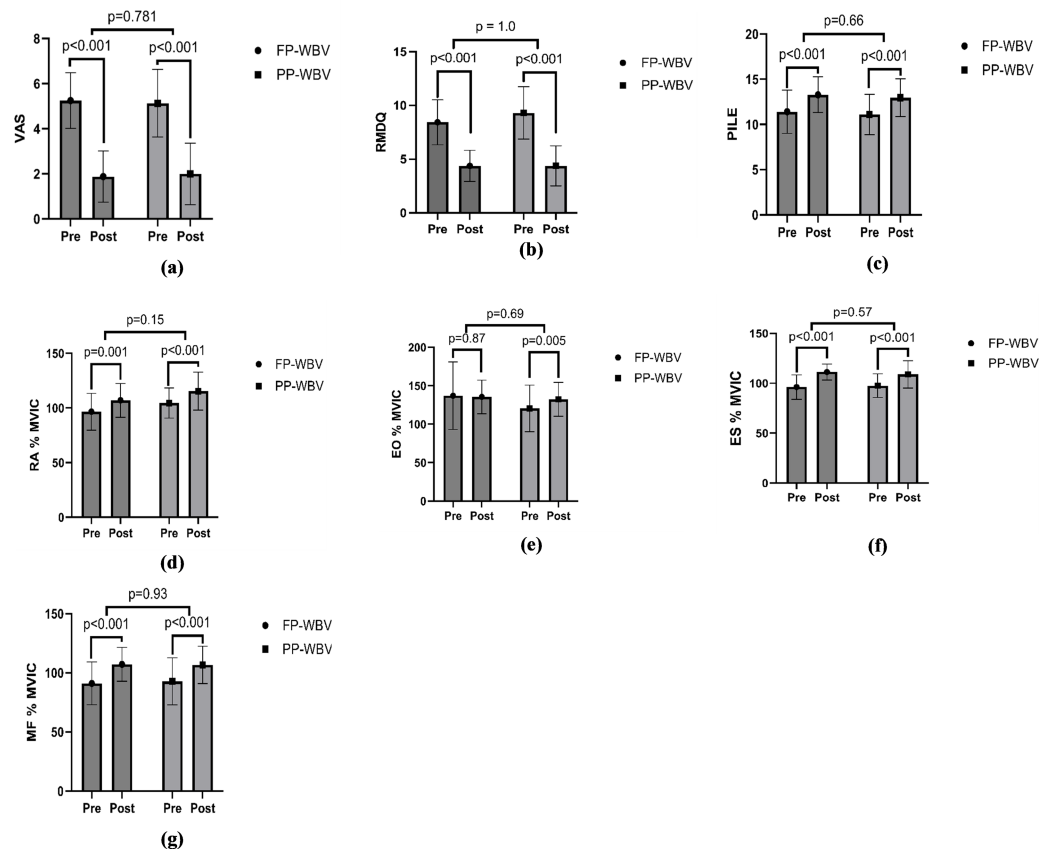 p=0.781
p<0.001 p<0.001
FP-WBV
PP-WBV
VAS
8
6
4
2
0
Pre Post Pre Post
(a)
p = 1.0
p<0.001 p<0.001
FP-WBV
PP-WBV
RMDQ
15
10
5
0
Pre Post Pre Post
(b)
p=0.66
p<0.001 p<0.001
FP-WBV
PP-WBV
PILE
20
15
10
5
0
Pre Post Pre Post
(c)
p=0.15
p=0.001 p<0.001
FP-WBV
PP-WBV
RA % MVIC
150
100
50
0
Pre Post Pre Post
(d)
p=0.69
p=0.87 p=0.005
FP-WBV
PP-WBV
EO % MVIC
200
150
100
50
0
Pre Post Pre Post
(e)
p=0.57
p<0.001 p<0.001
FP-WBV
PP-WBV
ES % MVIC
150
100
50
0
Pre Post Pre Post
(f)
p=0.93
p<0.001 p<0.001
FP-WBV
PP-WBV
MF % MVIC
150
100
50
0
Pre Post Pre Post
(g)